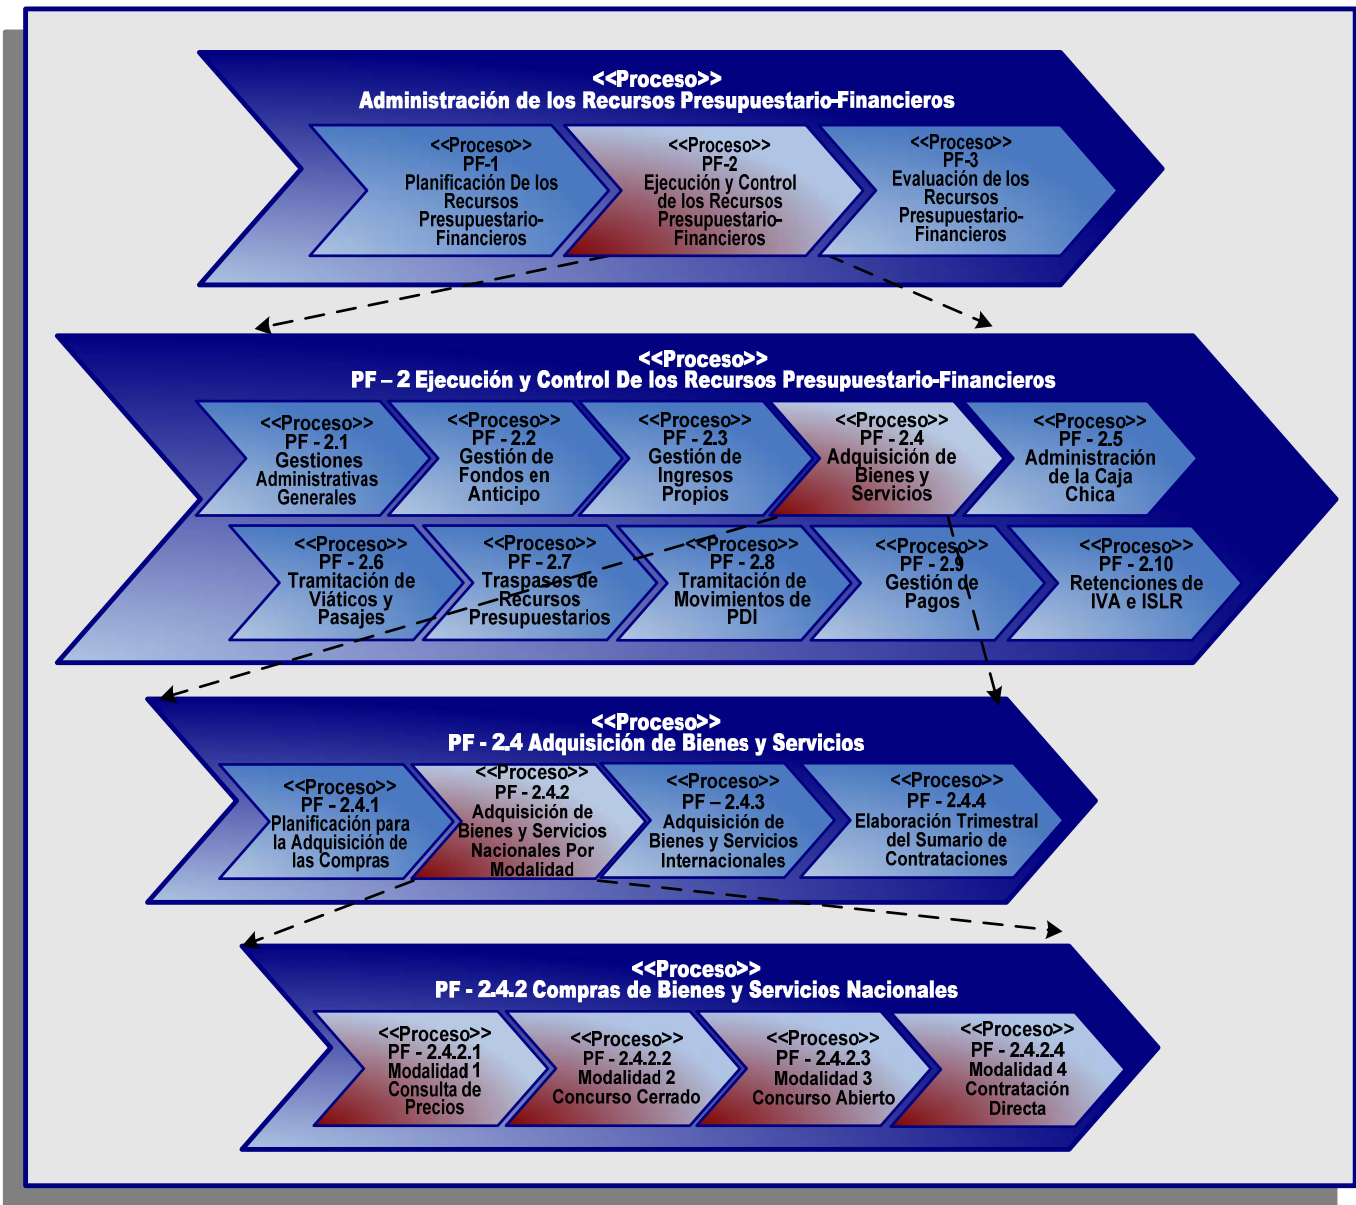 <<Proceso>>
Administración de los Recursos Presupuestario-Financieros
<<Proceso>>
PF-1
Planificación De los
Recursos
Presupuestario-
Financieros
<<Proceso>>
PF-2
Ejecución y Control
de los Recursos
Presupuestario-
Financieros
<<Proceso>>
PF-3
Evaluación de los
Recursos
Presupuestario-
Financieros
<<Proceso>>
PF – 2 Ejecución y Control De los Recursos Presupuestario-Financieros
<<Proceso>>
PF - 2.1
Gestiones
Administrativas
Generales
<<Proceso>>
PF - 2.2
Gestión de
Fondos en
Anticipo
<<Proceso>>
PF - 2.3
Gestión de
Ingresos
Propios
<<Proceso>>
PF - 2.4
Adquisición de
Bienes y
Servicios
<<Proceso>>
PF - 2.5
Administración
de la Caja
Chica
<<Proceso>>
PF - 2.6
Tramitación de
Viáticos y
Pasajes
<<Proceso>>
PF - 2.7
Traspasos de
Recursos
Presupuestarios
<<Proceso>>
PF - 2.8
Tramitación de
Movimientos de
PDI
<<Proceso>>
PF - 2.9
Gestión de
Pagos
<<Proceso>>
PF - 2.10
Retenciones de
IVA e ISLR
<<Proceso>>
PF - 2.4 Adquisición de Bienes y Servicios
<<Proceso>>
PF - 2.4.1
Planificación para
la Adquisición de
las Compras
<<Proceso>>
PF - 2.4.2
Adquisición de
Bienes y Servicios
Nacionales Por
Modalidad
<<Proceso>>
PF – 2.4.3
Adquisición de
Bienes y Servicios
Internacionales
<<Proceso>>
PF - 2.4.4
Elaboración Trimestral
del Sumario de
Contrataciones
<<Proceso>>
PF - 2.4.2 Compras de Bienes y Servicios Nacionales
<<Proceso>>
PF - 2.4.2.1
Modalidad 1
Consulta de
Precios
<<Proceso>>
PF - 2.4.2.2
Modalidad 2
Concurso Cerrado
<<Proceso>>
PF - 2.4.2.3
Modalidad 3
Concurso Abierto
<<Proceso>>
PF - 2.4.2.4
Modalidad 4
Contratación
Directa